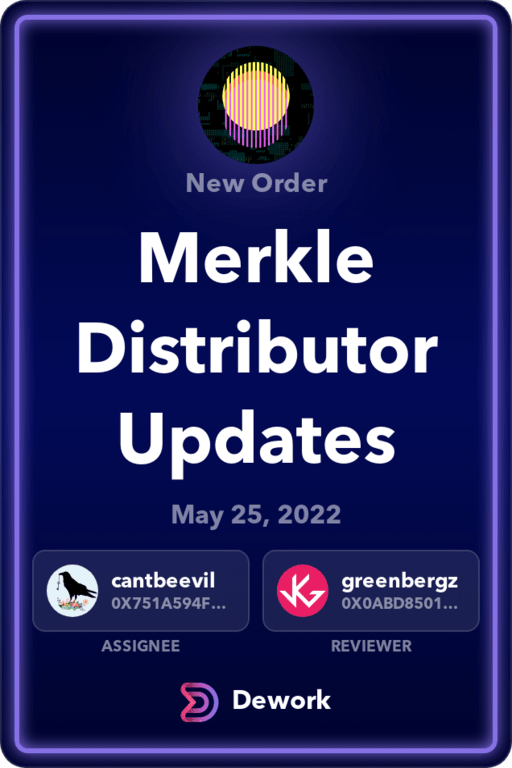 New Order
Merkle
Distributor
Updates
May 25, 2022
cantbeevil
0X751A594F...
ASSIGNEE
greenbergz
0X0ABD8501...
REVIEWER
Dework